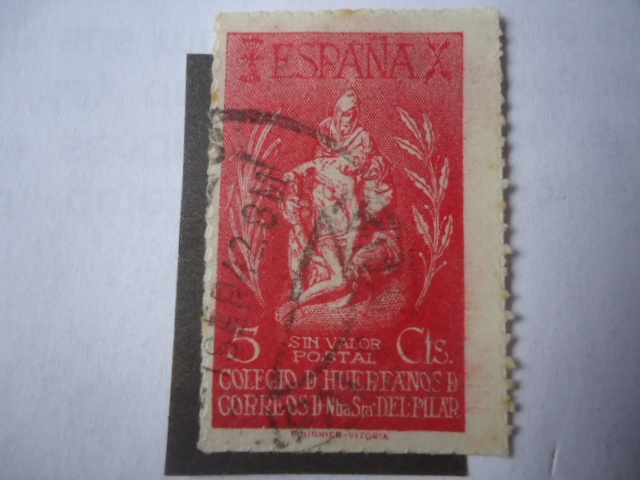 ESPAÑA
5 SIN VALOR POSTAL Cts.
COLEGIO D HUERFANOS D
CORREOS D Ntra Sra. DEL PILAR
FOURNIER-VITORIA